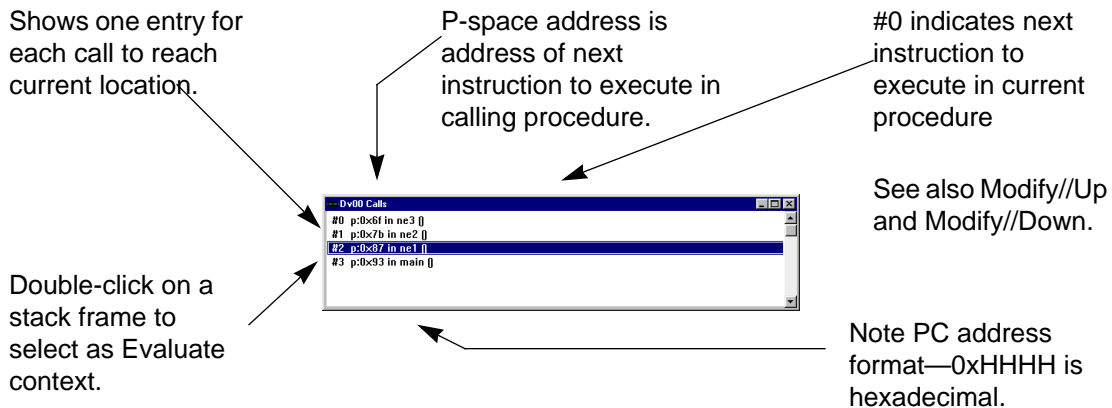 Shows one entry for
each call to reach
current location.
P-space address is
address of next
instruction to execute in
calling procedure.
#0 indicates next
instruction to
execute in current
procedure
See also Modify//Up
and Modify//Down.
Dv00 Calls
#0 p:0x6f in ne3 ()
#1 p:0x7b in ne2 ()
#2 p:0x87 in ne1 ()
#3 p:0x93 in main ()
Double-click on a
stack frame to
select as Evaluate
context.
Note PC address
format—0xHHHH is
hexadecimal.